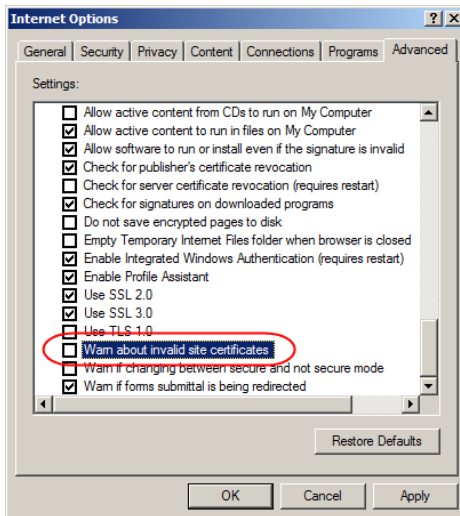 Internet Options
General Security Privacy Content Connections Programs Advanced
Settings:
Allow active content from CDs to run on My Computer
Allow active content to run in files on My Computer
Allow software to run or install even if the signature is invalid
Check for publisher's certificate revocation
Check for server certificate revocation (requires restart)
Check for signatures on downloaded programs
Do not save encrypted pages to disk
Empty Temporary Internet Files folder when browser is closed
Enable Integrated Windows Authentication (requires restart)
Enable Profile Assistant
Use SSL 2.0
Use SSL 3.0
Use TLS 1.0
Warn about invalid site certificates
Warn if changing between secure and not secure mode
Warn if forms submittal is being redirected
Restore Defaults
OK Cancel Apply